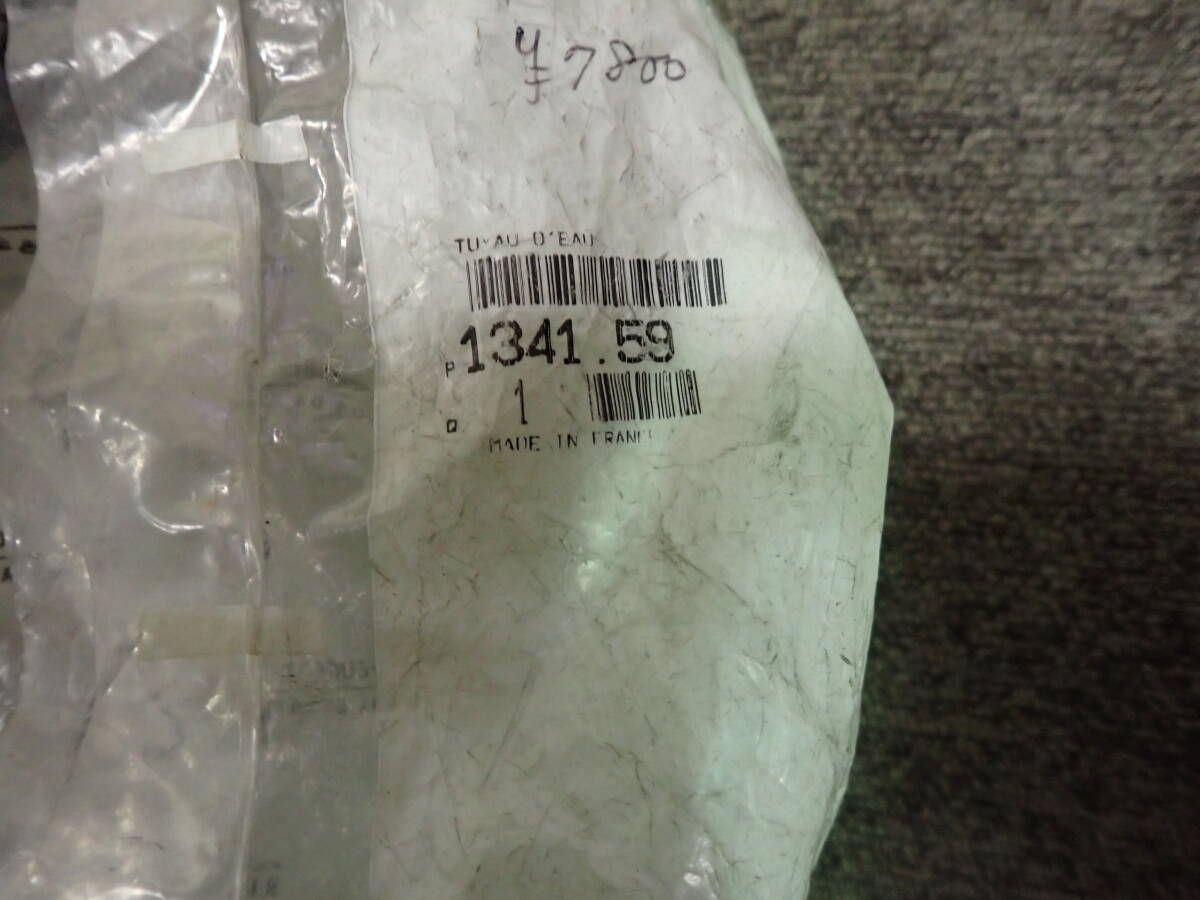 ¥7800
TUYAU D'EAU
P 1341.59
Q 1
MADE IN FRANCE